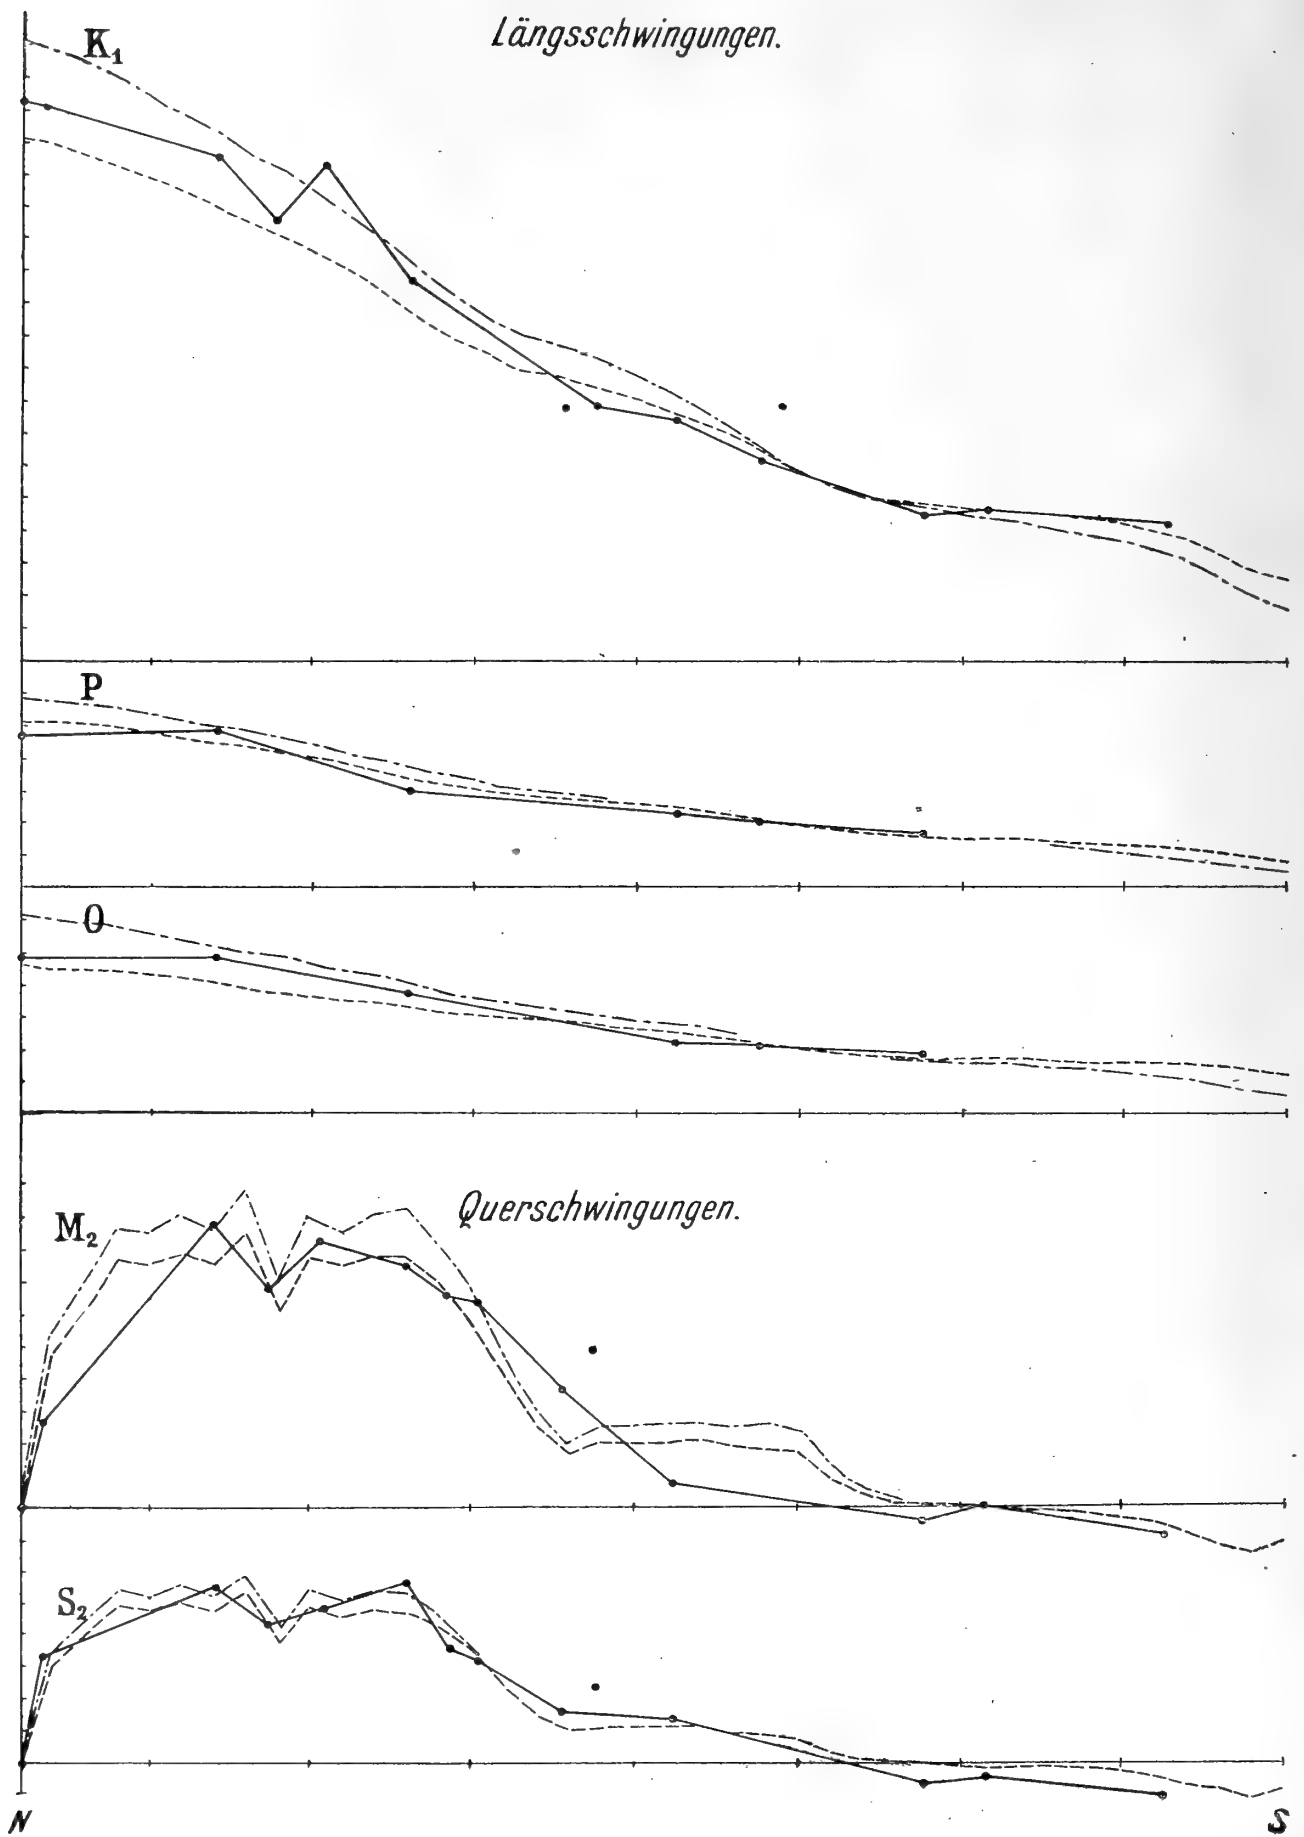 Längsschwingungen.
K₁
P
O
Querschwingungen.
M₂
S₂
N S